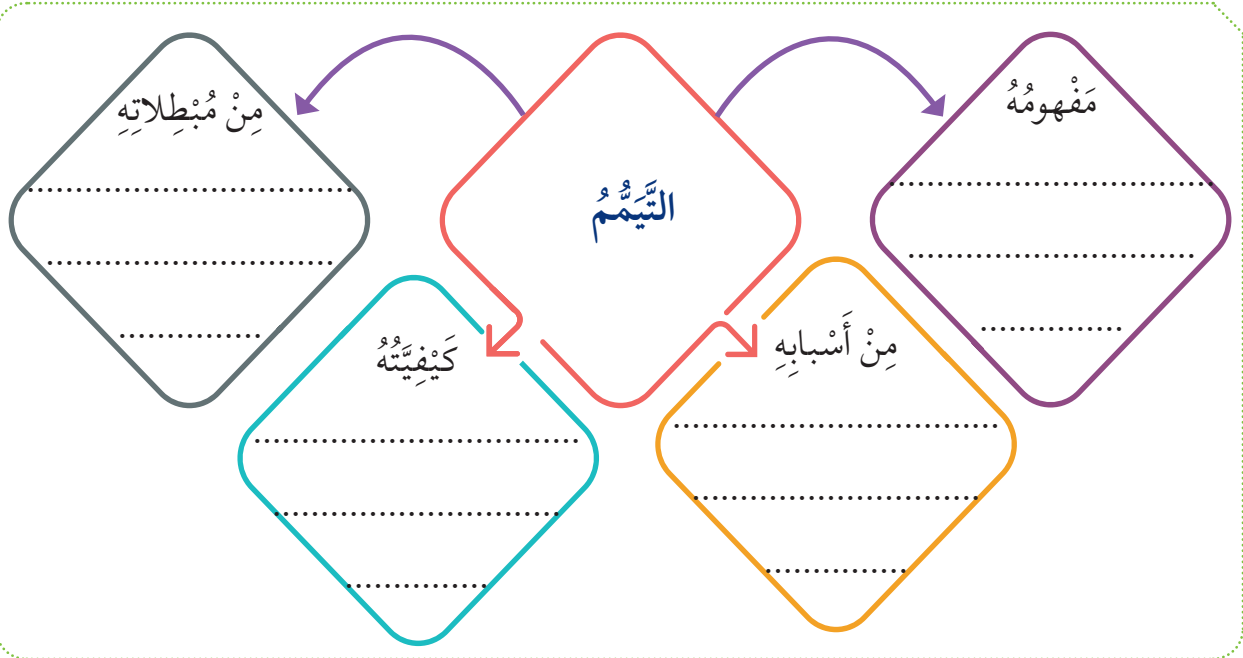 مَفْهومُهُ
التَّيَمُّمُ
مِنْ مُبْطِلاتِهِ
مِنْ أَسْبابِهِ
كَيْفِيَّتُهُ